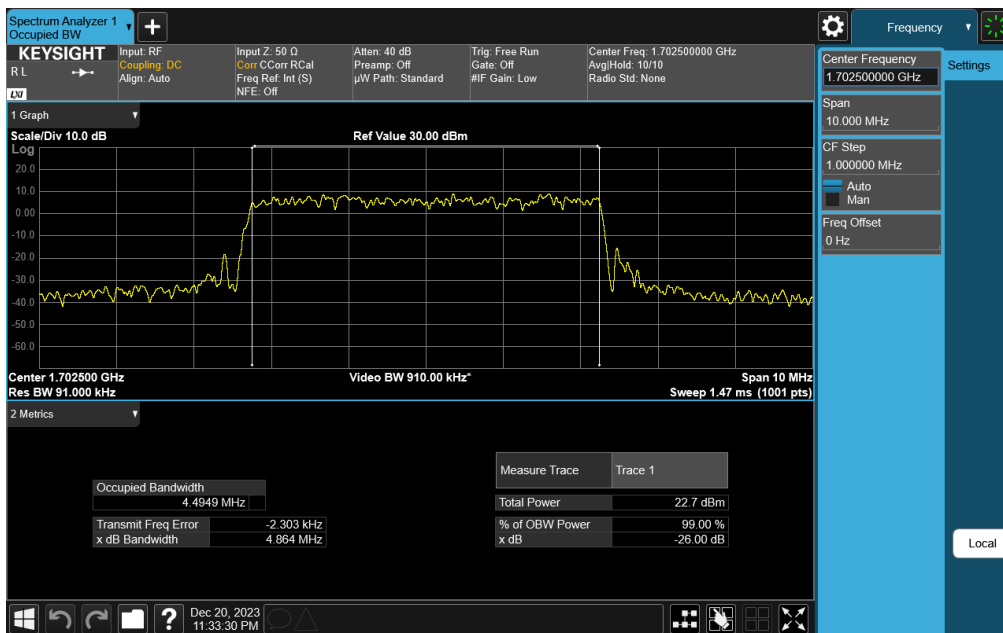 Spectrum Analyzer 1
Occupied BW
Frequency
KEYSIGHT
R L
LXI
Input: RF
Coupling: DC
Align: Auto
Input Z: 50 Ω
Corr CCorr RCal
Freq Ref: Int (S)
NFE: Off
Atten: 40 dB
Preamp: Off
µW Path: Standard
Trig: Free Run
Gate: Off
#IF Gain: Low
Center Freq: 1.702500000 GHz
Avg|Hold: 10/10
Radio Std: None
Center Frequency
1.702500000 GHz
Settings
Span
10.000 MHz
CF Step
1.000000 MHz
Auto
Man
Freq Offset
0 Hz
1 Graph
Scale/Div 10.0 dB
Ref Value 30.00 dBm
Log
20.0
10.0
0.00
-10.0
-20.0
-30.0
-40.0
-50.0
-60.0
Center 1.702500 GHz
Video BW 910.00 kHz*
Span 10 MHz
Res BW 91.000 kHz
Sweep 1.47 ms (1001 pts)
2 Metrics
Occupied Bandwidth
4.4949 MHz
Transmit Freq Error -2.303 kHz
x dB Bandwidth 4.864 MHz
Measure Trace Trace 1
Total Power 22.7 dBm
% of OBW Power 99.00 %
x dB -26.00 dB
Local
?
Dec 20, 2023
11:33:30 PM